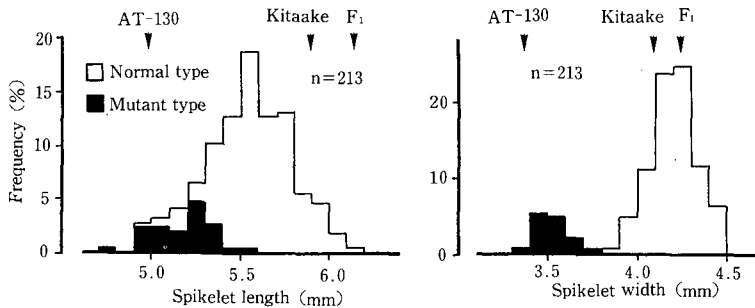 AT-130 Kitaake F₁
20
15
10
5
0
Frequency (%)
Normal type
Mutant type
n=213
5.0 5.5 6.0
Spikelet length (mm)
AT-130 Kitaake F₁
20
10
0
n=213
3.5 4.0 4.5
Spikelet width (mm)